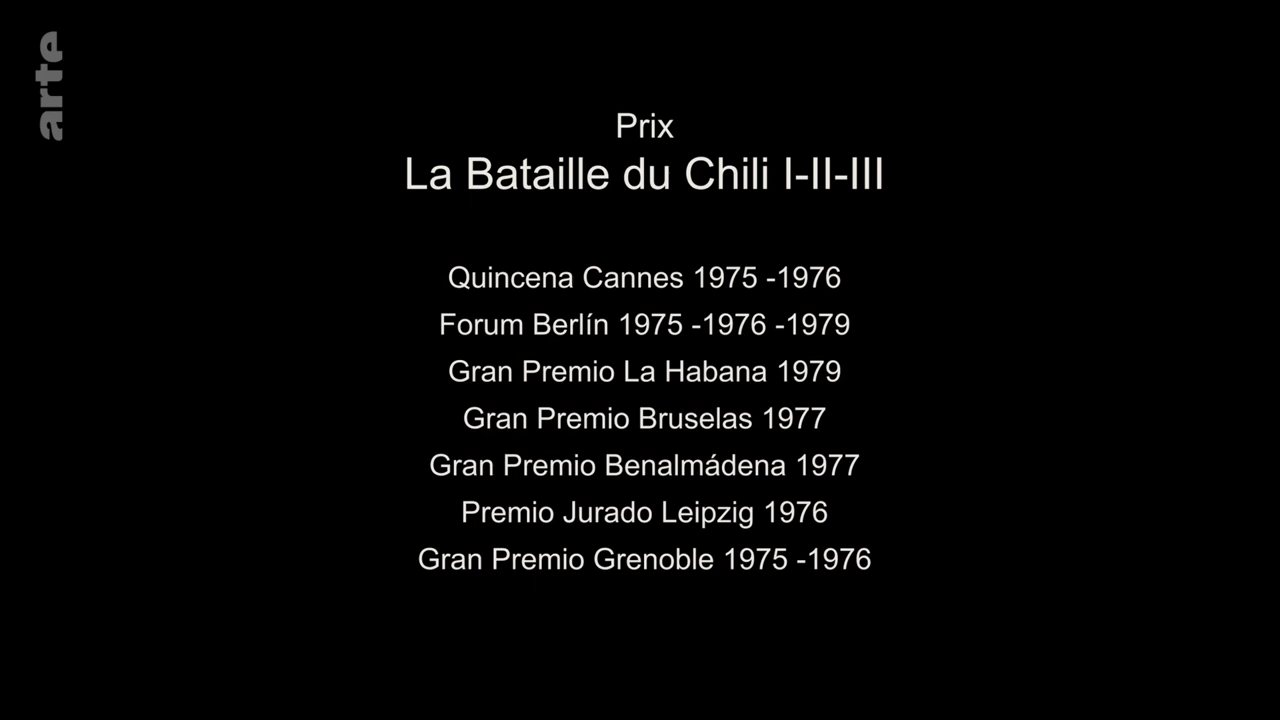 arte
Prix
La Bataille du Chili I-II-III
Quincena Cannes 1975 -1976
Forum Berlín 1975 -1976 -1979
Gran Premio La Habana 1979
Gran Premio Bruselas 1977
Gran Premio Benalmádena 1977
Premio Jurado Leipzig 1976
Gran Premio Grenoble 1975 -1976